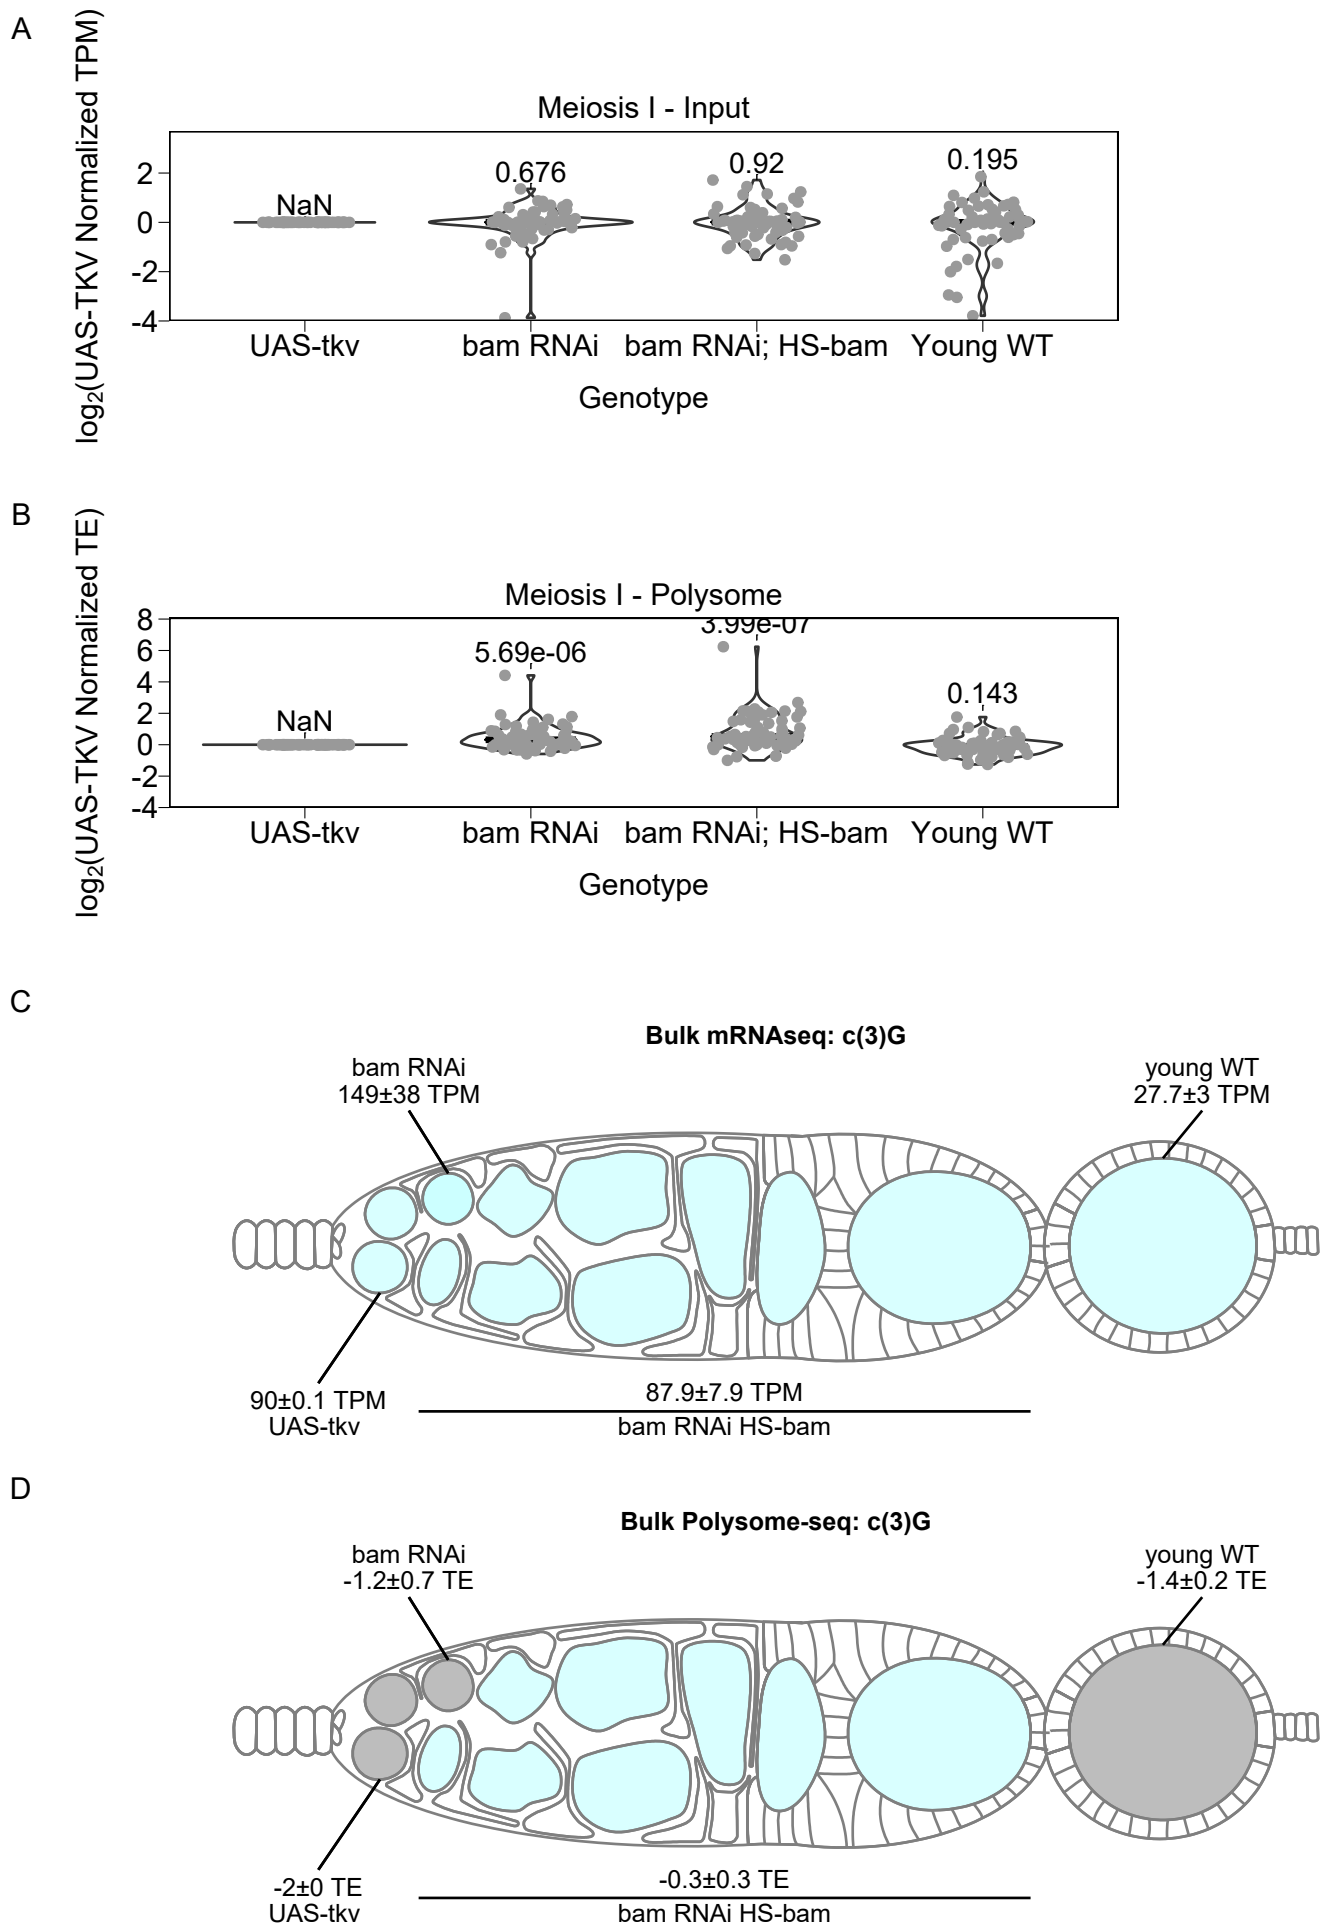 A
log₂(UAS-TKV Normalized TPM)
Meiosis I - Input
2
0
-2
-4
NaN
0.676
0.92
0.195
UAS-tkv
bam RNAi
bam RNAi; HS-bam
Young WT
Genotype
B
log₂(UAS-TKV Normalized TE)
Meiosis I - Polysome
8
6
4
2
0
-2
-4
NaN
5.69e-06
3.99e-07
0.143
UAS-tkv
bam RNAi
bam RNAi; HS-bam
Young WT
Genotype
C
Bulk mRNAseq: c(3)G
bam RNAi
149±38 TPM
young WT
27.7±3 TPM
90±0.1 TPM
UAS-tkv
87.9±7.9 TPM
bam RNAi HS-bam
D
Bulk Polysome-seq: c(3)G
bam RNAi
-1.2±0.7 TE
young WT
-1.4±0.2 TE
-2±0 TE
UAS-tkv
-0.3±0.3 TE
bam RNAi HS-bam